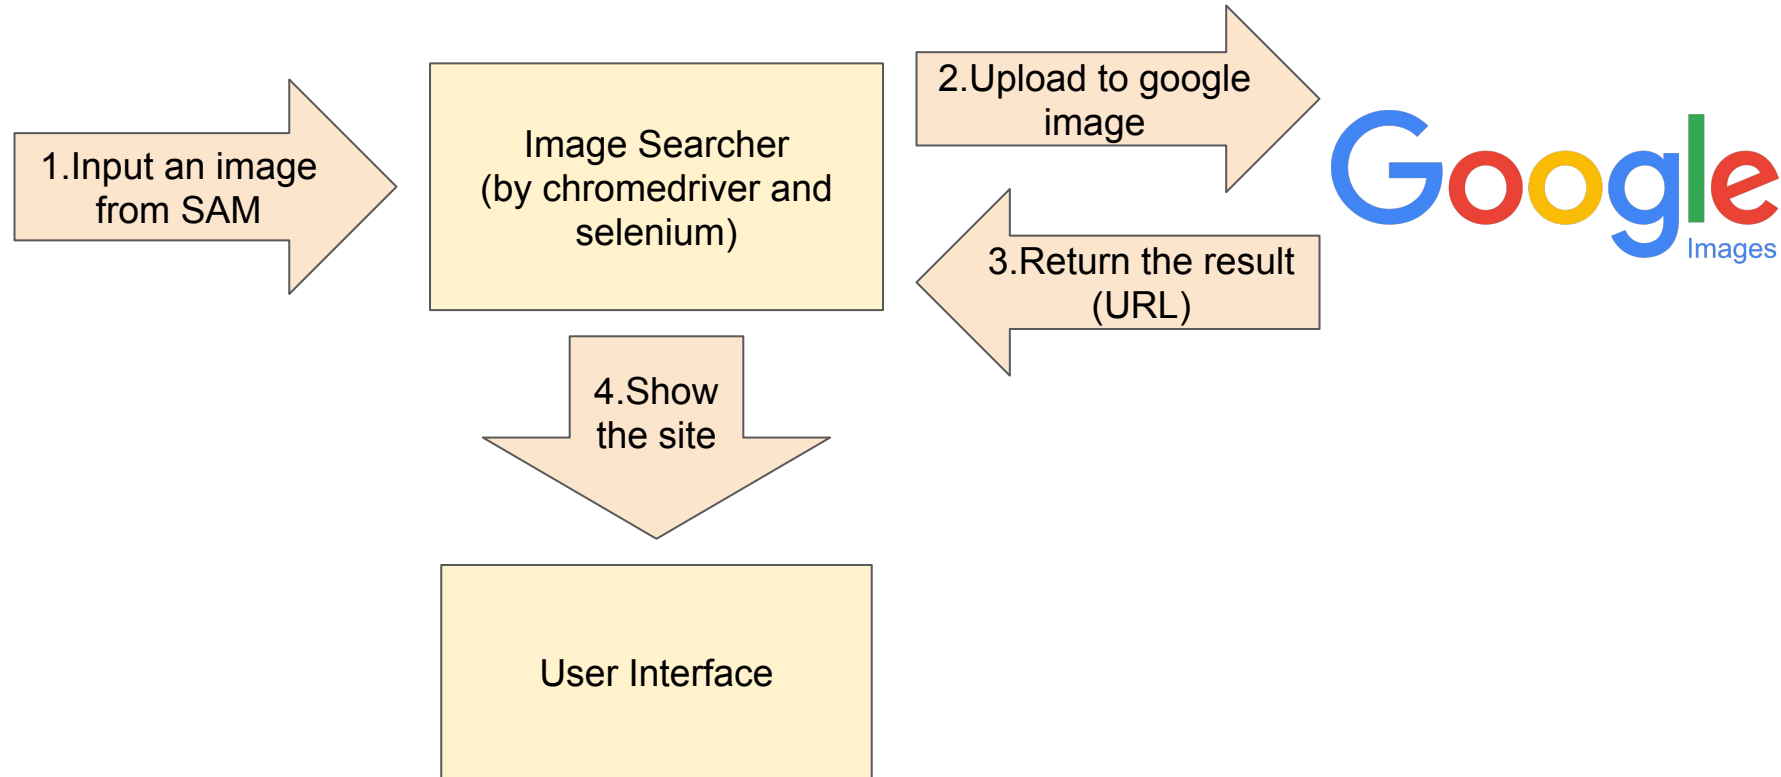 1.Input an image
from SAM
Image Searcher
(by chromedriver and
selenium)
2.Upload to google
image
Google
Images
3.Return the result
(URL)
4.Show
the site
User Interface